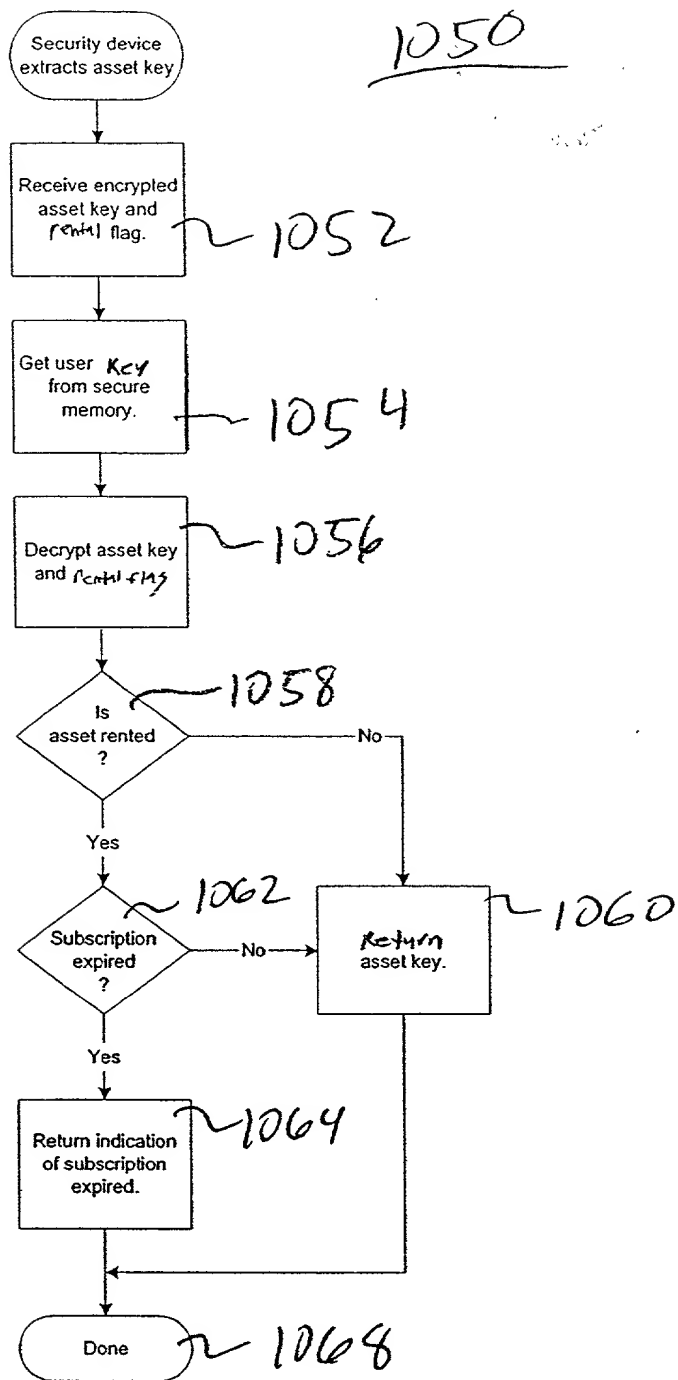 1050
Security device
extracts asset key
Receive encrypted
asset key and
rental flag.
1052
Get user Key
from secure
memory.
1054
Decrypt asset key
and rental flag
1056
Is
asset rented
?
1058
No
Yes
Subscription
expired
?
1062
No
Return
asset key.
1060
Yes
Return indication
of subscription
expired.
1064
Done
1068